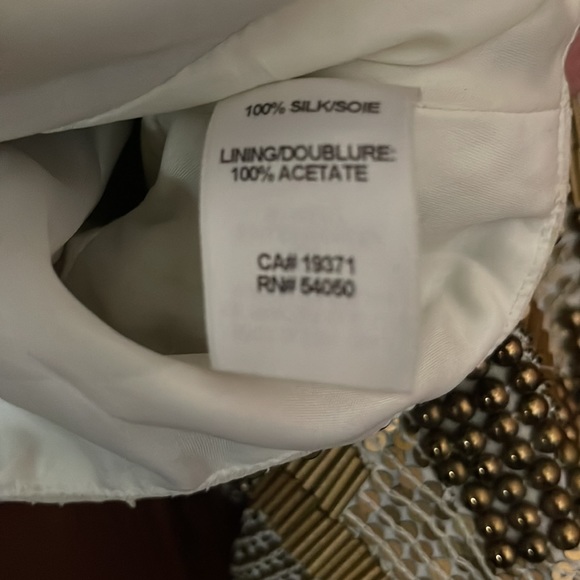 100% SILK/SOIE
LINING/DOUBLURE:
100% ACETATE
CA# 19371
RN# 54050